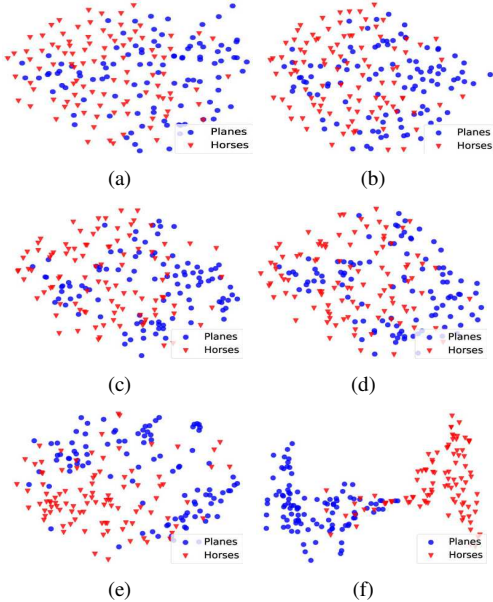 Planes
Horses
Planes
Horses
(a)
(b)
Planes
Horses
Planes
Horses
(c)
(d)
Planes
Horses
Planes
Horses
(e)
(f)